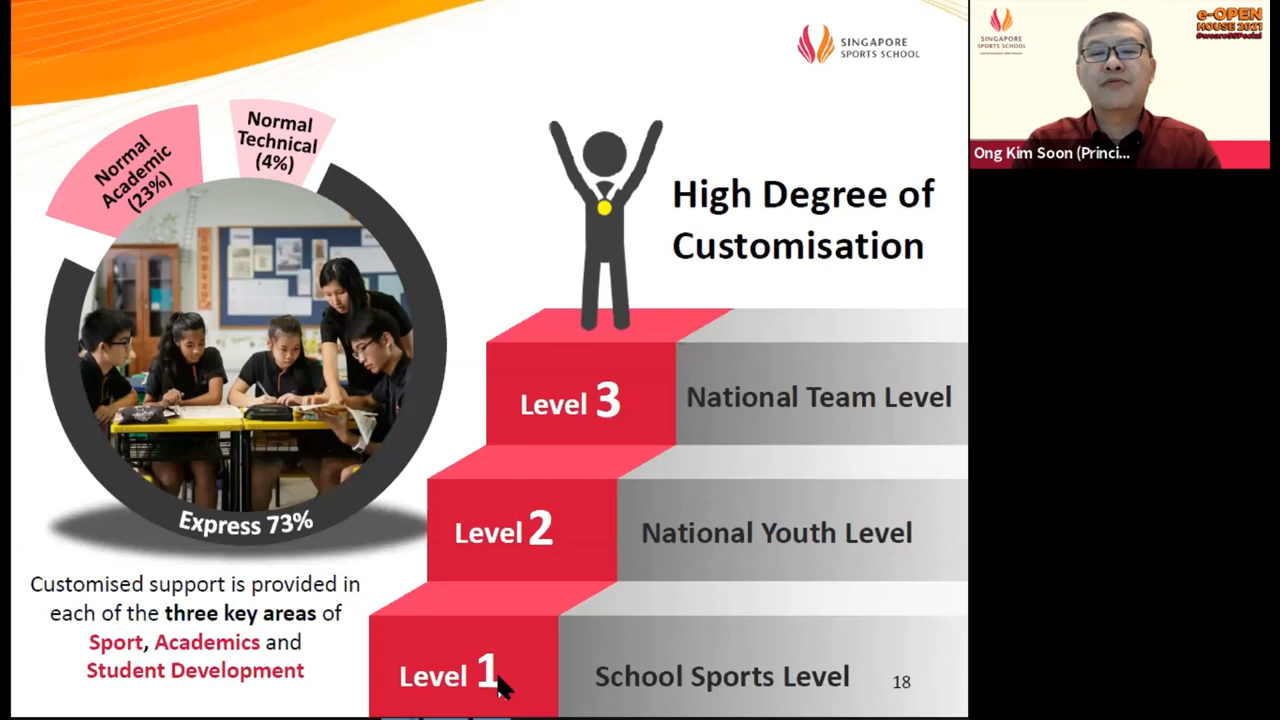 SINGAPORE
SPORTS SCHOOL
Normal
Academic
(23%)
Normal
Technical
(4%)
Express 73%
High Degree of
Customisation
Level 3
National Team Level
Level 2
National Youth Level
Level 1
School Sports Level
18
Customised support is provided in
each of the three key areas of
Sport, Academics and
Student Development
SINGAPORE
SPORTS SCHOOL
e-OPEN
HOUSE 2021
Ong Kim Soon (Princi...